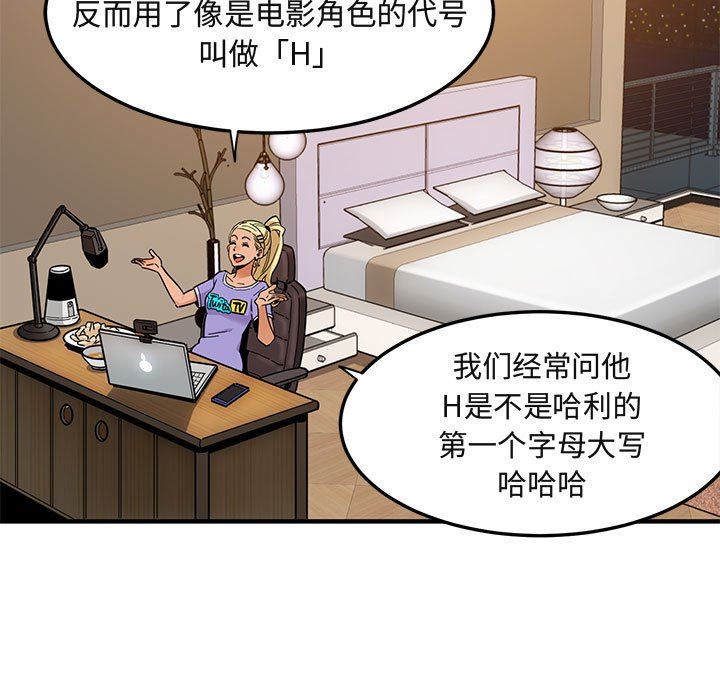 反而用了像是电影角色的代号
叫做「H」
TwitchTV
我们经常问他
H是不是哈利的
第一个字母大写
哈哈哈